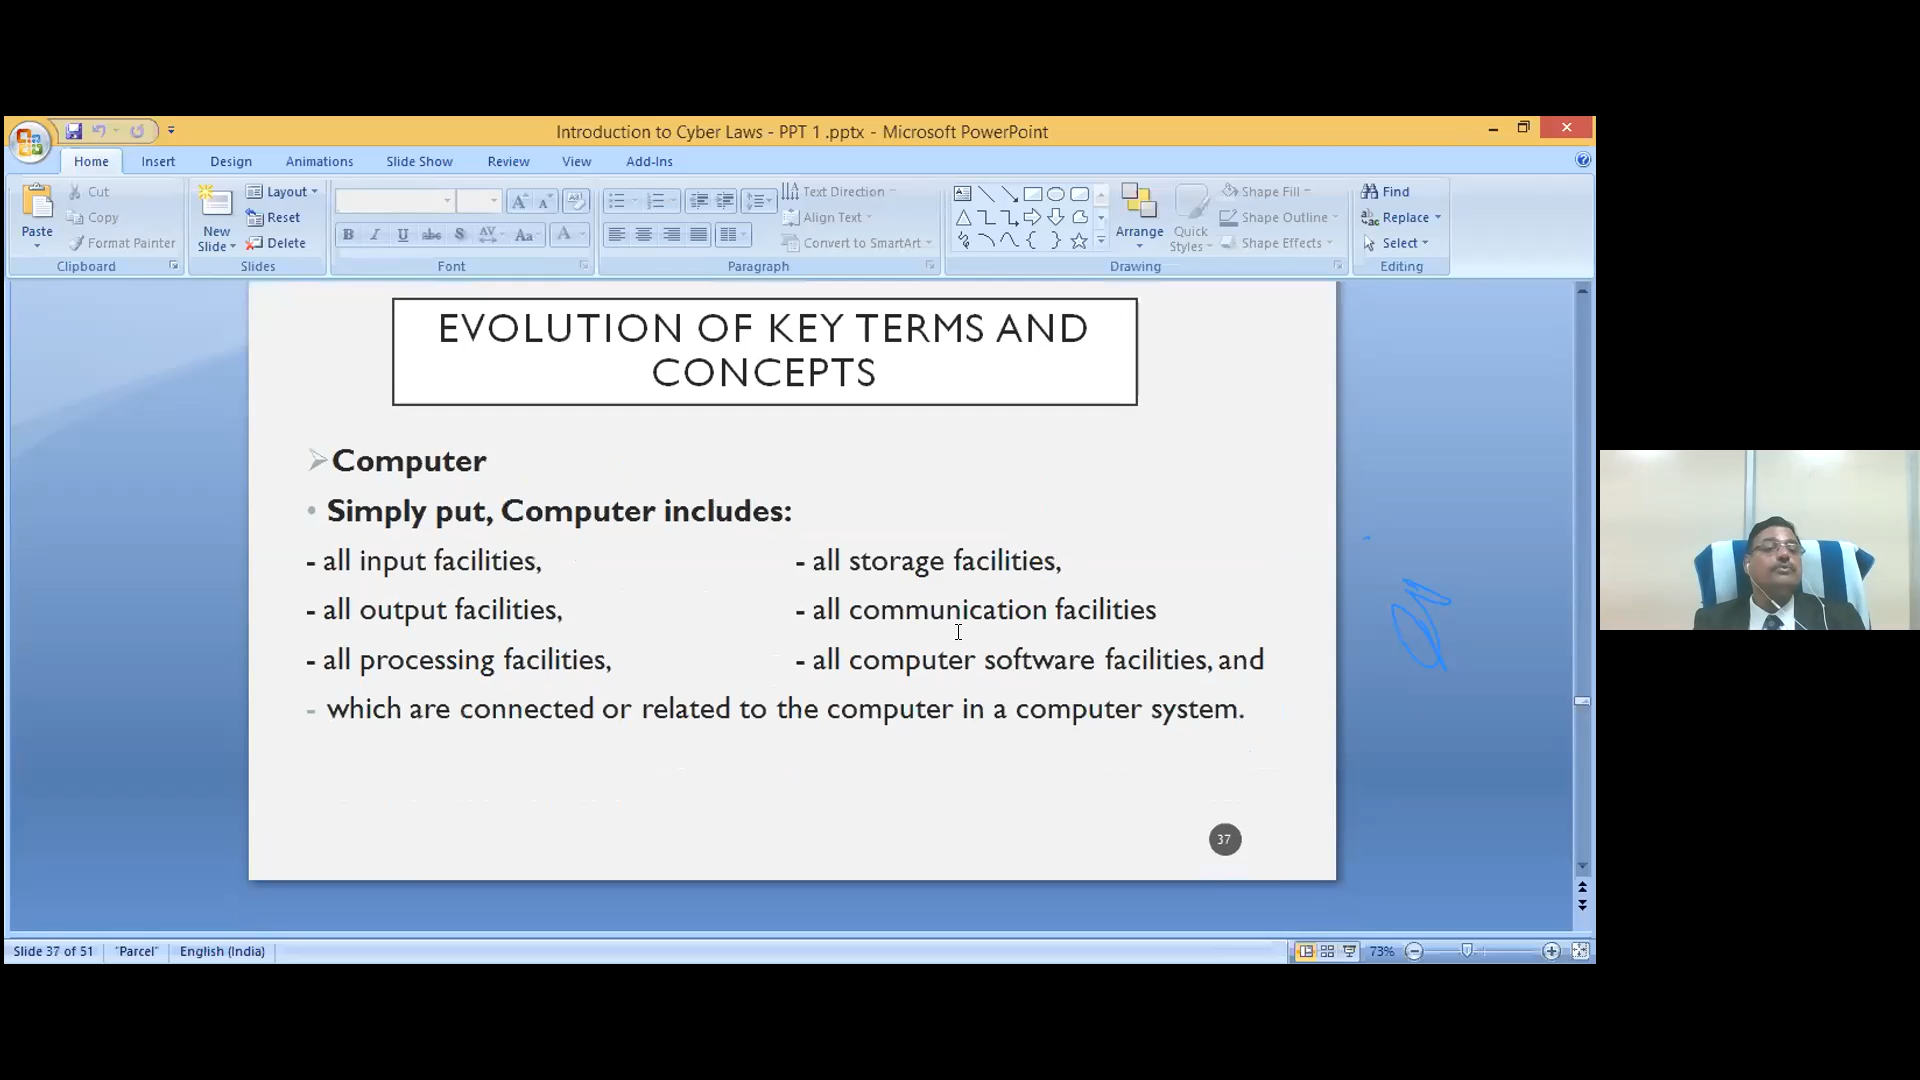 Introduction to Cyber Laws - PPT 1 .pptx - Microsoft PowerPoint
Home Insert Design Animations Slide Show Review View Add-Ins
Paste
Cut
Copy
Format Painter
Clipboard
New Slide
Layout
Reset
Delete
Slides
Font
Text Direction
Align Text
Convert to SmartArt
Paragraph
Arrange
Quick Styles
Shape Fill
Shape Outline
Shape Effects
Drawing
Find
Replace
Select
Editing
EVOLUTION OF KEY TERMS AND
CONCEPTS
Computer
• Simply put, Computer includes:
- all input facilities, - all storage facilities,
- all output facilities, - all communication facilities
- all processing facilities, - all computer software facilities, and
- which are connected or related to the computer in a computer system.
37
Slide 37 of 51 "Parcel" English (India) 73%